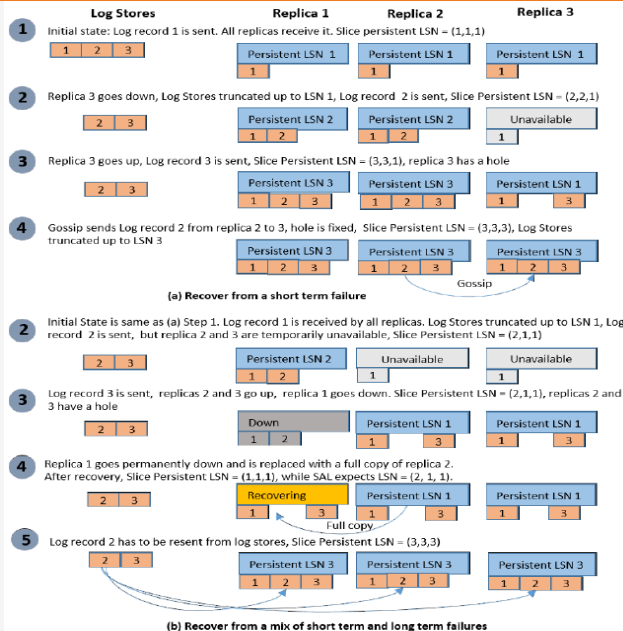 Log Stores Replica 1 Replica 2 Replica 3
1 Initial state: Log record 1 is sent. All replicas receive it. Slice persistent LSN = (1,1,1)
1 2 3 Persistent LSN 1 Persistent LSN 1 Persistent LSN 1
1 1 1
2 Replica 3 goes down, Log Stores truncated up to LSN 1, Log record 2 is sent, Slice Persistent LSN = (2,2,1)
2 3 Persistent LSN 2 Persistent LSN 2 Unavailable
1 2 1 2 1
3 Replica 3 goes up, Log record 3 is sent, Slice Persistent LSN = (3,3,1), replica 3 has a hole
2 3 Persistent LSN 3 Persistent LSN 3 Persistent LSN 1
1 2 3 1 2 3 1 3
4 Gossip sends Log record 2 from replica 2 to 3, hole is fixed, Slice Persistent LSN = (3,3,3), Log Stores
truncated up to LSN 3
Persistent LSN 3 Persistent LSN 3 Persistent LSN 3
1 2 3 1 2 3 1 2 3
Gossip
(a) Recover from a short term failure
2 Initial State is same as (a) Step 1. Log record 1 is received by all replicas. Log Stores truncated up to LSN 1, Log
record 2 is sent, but replica 2 and 3 are temporarily unavailable, Slice Persistent LSN = (2,1,1)
2 3 Persistent LSN 2 Unavailable Unavailable
1 2 1 1
3 Log record 3 is sent, replicas 2 and 3 go up, replica 1 goes down. Slice Persistent LSN = (2,1,1), replicas 2 and
3 have a hole
2 3 Down Persistent LSN 1 Persistent LSN 1
1 2 1 3 1 3
4 Replica 1 goes permanently down and is replaced with a full copy of replica 2.
After recovery, Slice Persistent LSN = (1,1,1), while SAL expects LSN = (2, 1, 1).
2 3 Recovering Persistent LSN 1 Persistent LSN 1
1 3 1 3 1 3
Full copy
5 Log record 2 has to be resent from log stores, Slice Persistent LSN = (3,3,3)
2 3 Persistent LSN 3 Persistent LSN 3 Persistent LSN 3
1 2 3 1 2 3 1 2 3
(b) Recover from a mix of short term and long term failures